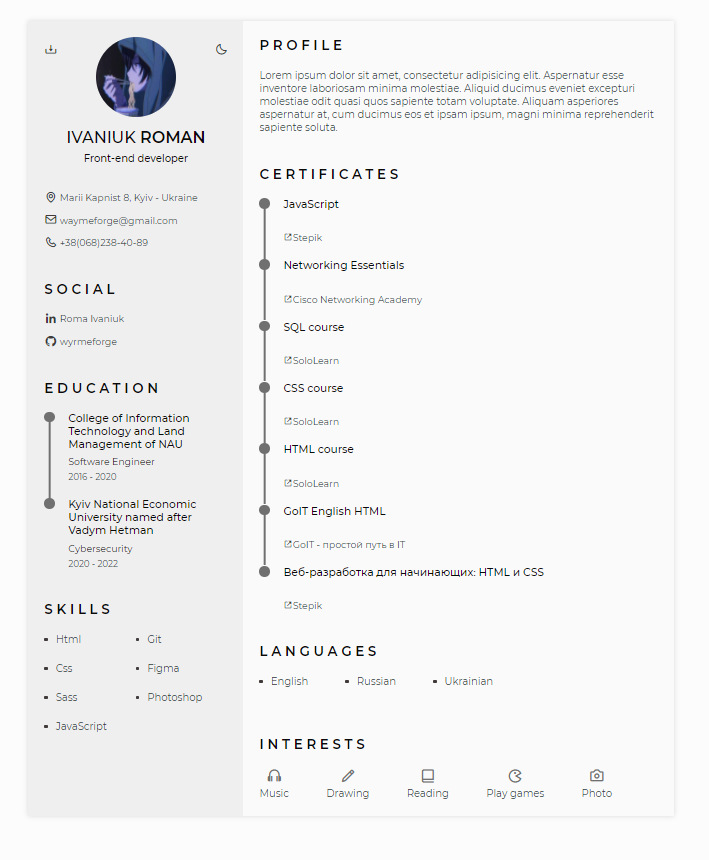 IVANIUK ROMAN
Front-end developer
Marii Kapnist 8, Kyiv - Ukraine
waymeforge@gmail.com
+38(068)238-40-89
SOCIAL
Roma Ivaniuk
wyrmeforge
EDUCATION
College of Information
Technology and Land
Management of NAU
Software Engineer
2016 - 2020
Kyiv National Economic
University named after
Vadym Hetman
Cybersecurity
2020 - 2022
SKILLS
Html
Git
Css
Figma
Sass
Photoshop
JavaScript
PROFILE
Lorem ipsum dolor sit amet, consectetur adipisicing elit. Aspernatur esse
inventore laboriosam minima molestiae. Aliquid ducimus eveniet excepturi
molestiae odit quasi quos sapiente totam voluptate. Aliquam asperiores
aspernatur at, cum ducimus eos et ipsam ipsum, magni minima reprehenderit
sapiente soluta.
CERTIFICATES
JavaScript
Stepik
Networking Essentials
Cisco Networking Academy
SQL course
SoloLearn
CSS course
SoloLearn
HTML course
SoloLearn
GoIT English HTML
GoIT - простой путь в IT
Веб-разработка для начинающих: HTML и CSS
Stepik
LANGUAGES
English
Russian
Ukrainian
INTERESTS
Music
Drawing
Reading
Play games
Photo